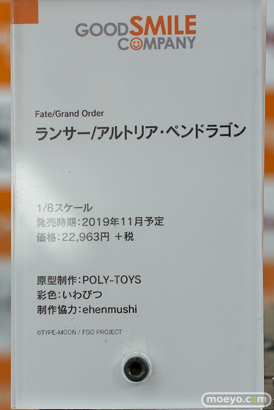 GOOD SMILE
COMPANY
Fate/Grand Order
ランサー/アルトリア・ペンドラゴン
1/8スケール
発売時期：2019年11月予定
価格：22,963円 +税
原型制作：POLY-TOYS
彩色：いわびつ
制作協力：ehenmushi
©TYPE-MOON / FGO PROJECT
moeyo.com